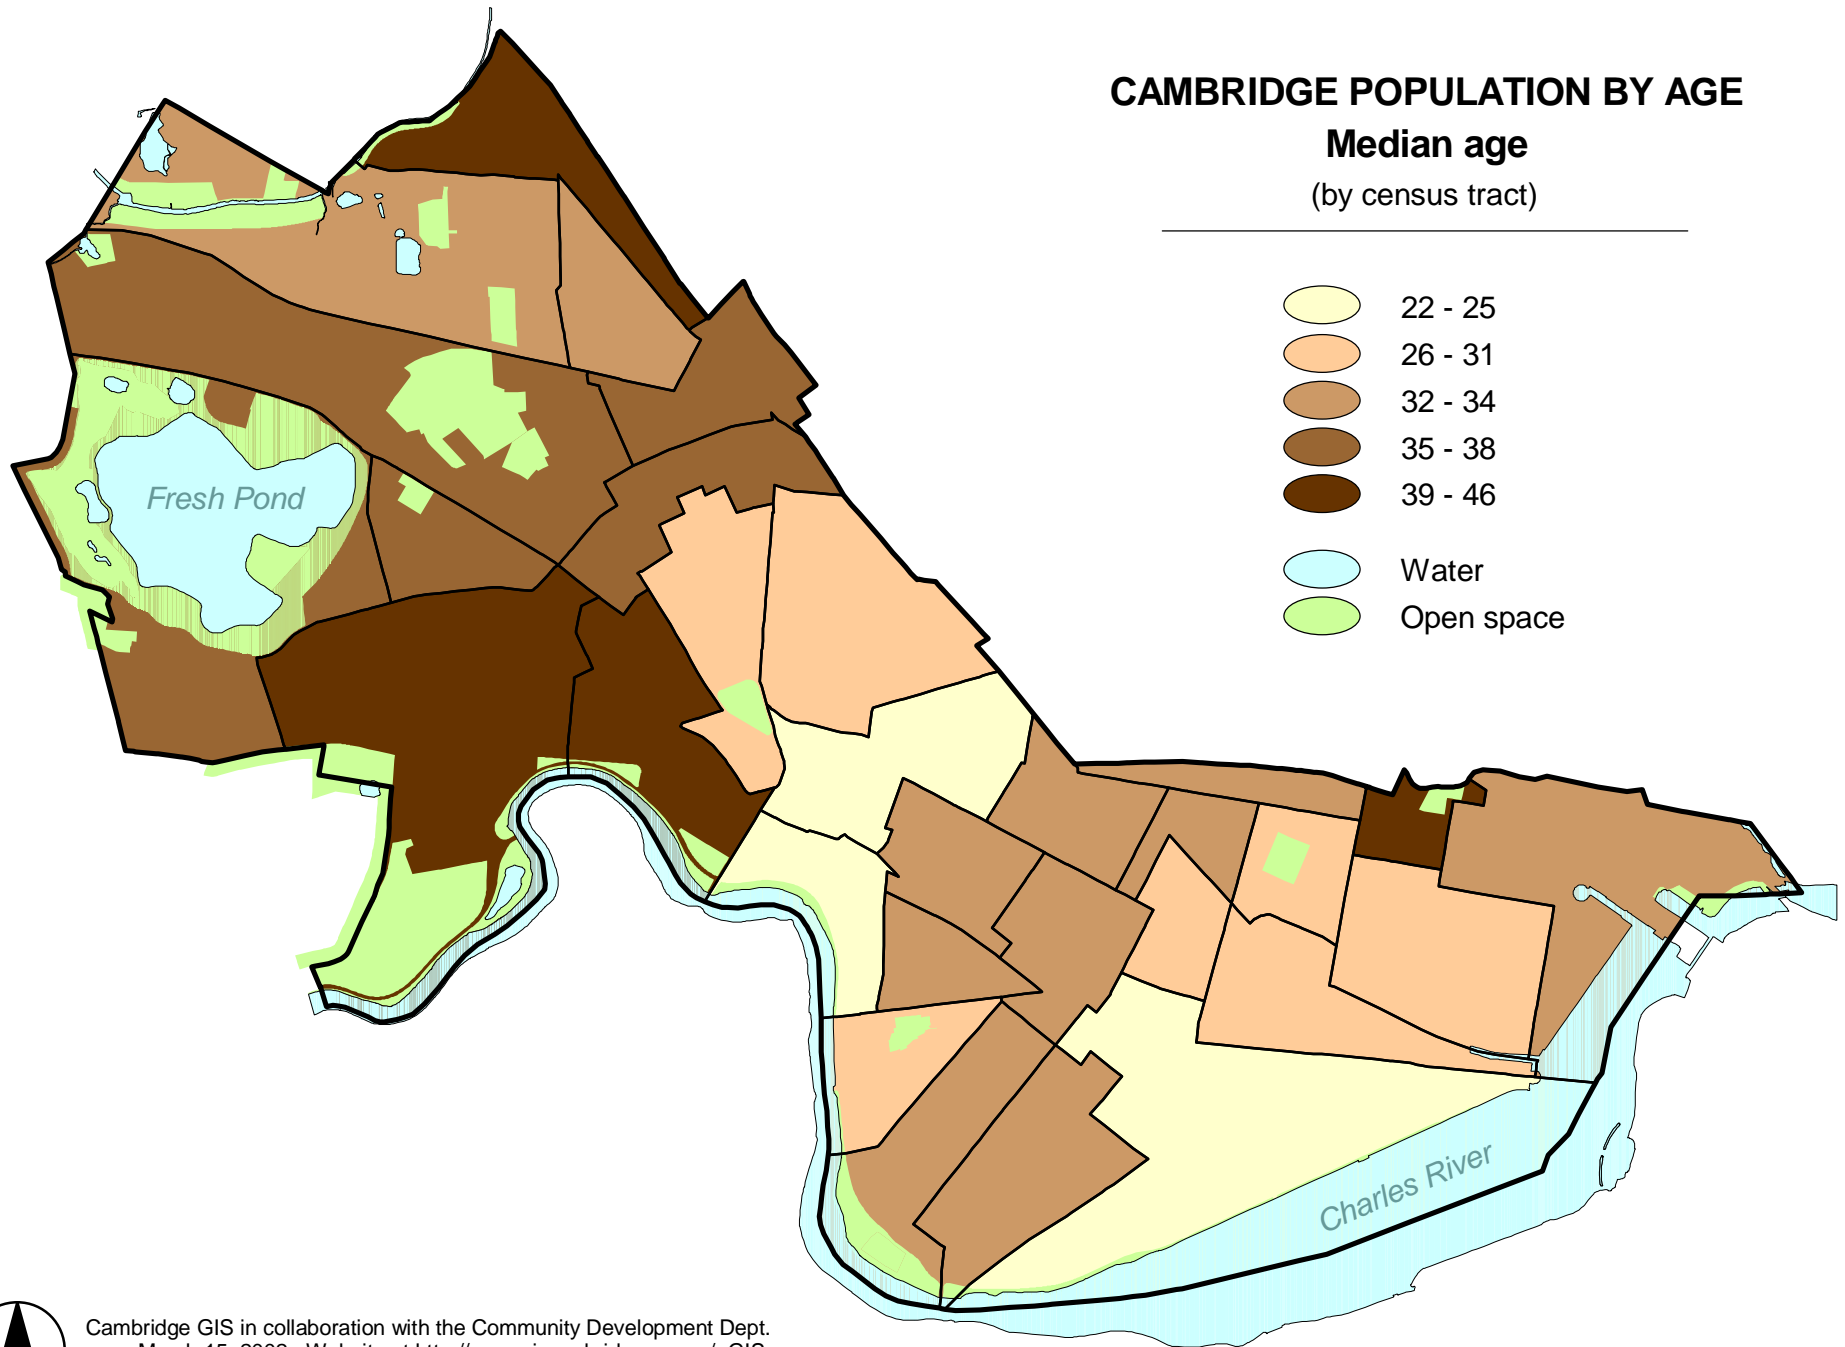 CAMBRIDGE POPULATION BY AGE
Median age
(by census tract)
22 - 25
26 - 31
32 - 34
35 - 38
39 - 46
Water
Open space
Fresh Pond
Charles River
Cambridge GIS in collaboration with the Community Development Dept.